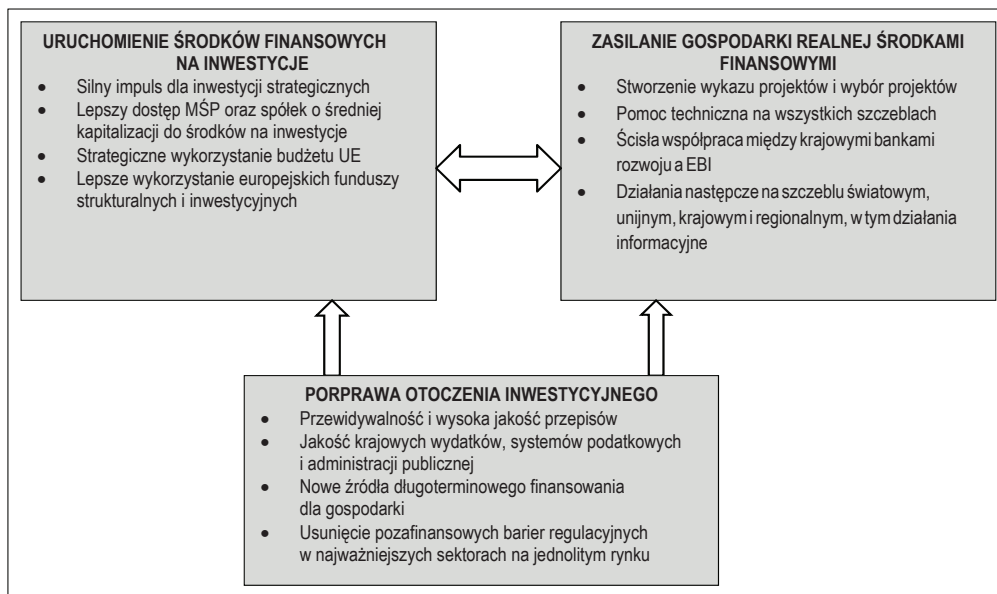 URUCHOMIENIE ŚRODKÓW FINANSOWYCH
NA INWESTYCJE
• Silny impuls dla inwestycji strategicznych
• Lepszy dostęp MŚP oraz spółek o średniej
kapitalizacji do środków na inwestycje
• Strategiczne wykorzystanie budżetu UE
• Lepsze wykorzystanie europejskich funduszy
strukturalnych i inwestycyjnych
ZASILANIE GOSPODARKI REALNEJ ŚRODKAMI
FINANSOWYMI
• Stworzenie wykazu projektów i wybór projektów
• Pomoc techniczna na wszystkich szczeblach
• Ścisła współpraca między krajowymi bankami
rozwoju a EBI
• Działania następcze na szczeblu światowym,
unijnym, krajowym i regionalnym, w tym działania
informacyjne
PORPRAWA OTOCZENIA INWESTYCYJNEGO
• Przewidywalność i wysoka jakość przepisów
• Jakość krajowych wydatków, systemów podatkowych
i administracji publicznej
• Nowe źródła długoterminowego finansowania
dla gospodarki
• Usunięcie pozafinansowych barier regulacyjnych
w najważniejszych sektorach na jednolitym rynku